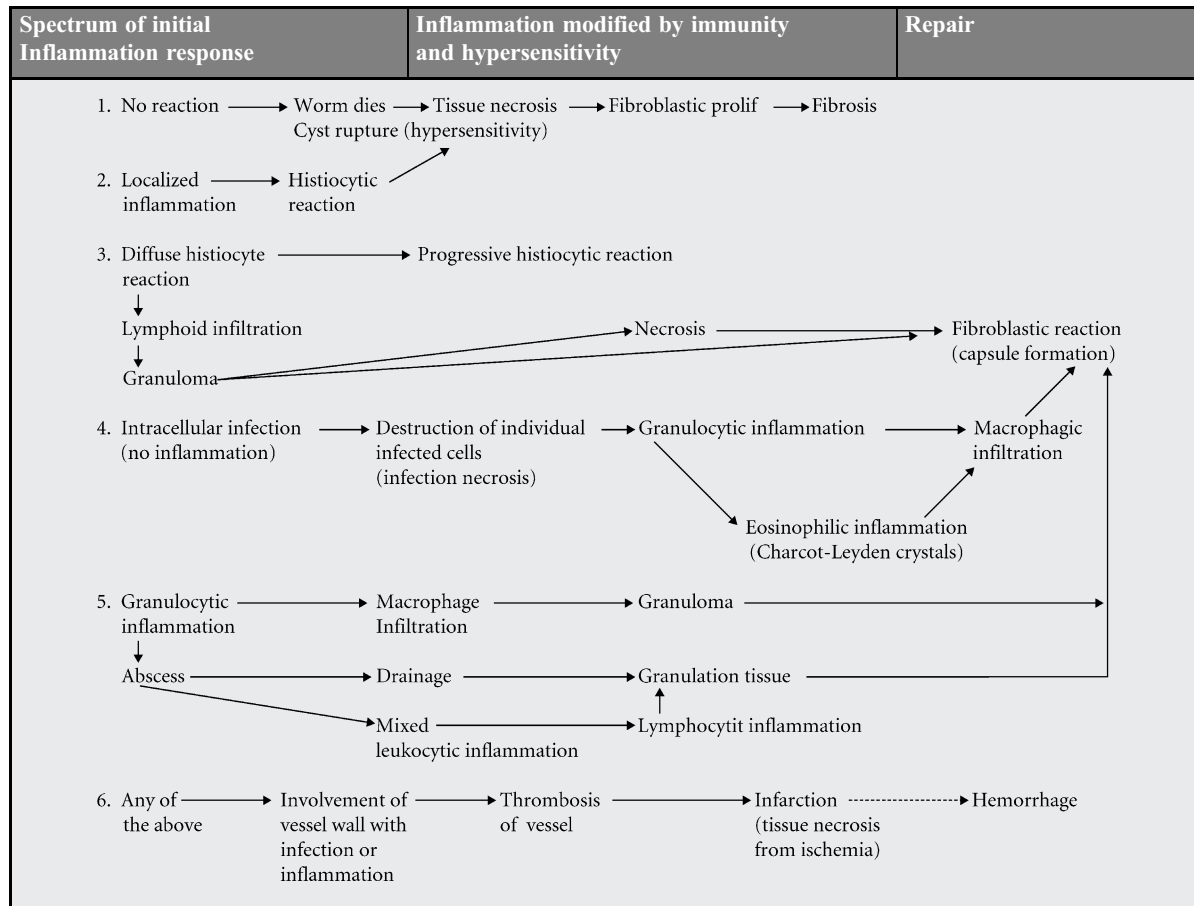 Spectrum of initial
Inflammation response
Inflammation modified by immunity
and hypersensitivity
Repair
1. No reaction Worm dies Tissue necrosis Fibroblastic prolif Fibrosis
Cyst rupture (hypersensitivity)
2. Localized Histiocytic
inflammation reaction
3. Diffuse histiocyte Progressive histiocytic reaction
reaction
Lymphoid infiltration Necrosis Fibroblastic reaction
(capsule formation)
Granuloma
4. Intracellular infection Destruction of individual Granulocytic inflammation Macrophagic
(no inflammation) infected cells infiltration
(infection necrosis)
Eosinophilic inflammation
(Charcot-Leyden crystals)
5. Granulocytic Macrophage Granuloma
inflammation Infiltration
Abscess Drainage Granulation tissue
Mixed Lymphocytit inflammation
leukocytic inflammation
6. Any of Involvement of Thrombosis Infarction Hemorrhage
the above vessel wall with of vessel (tissue necrosis
infection or from ischemia)
inflammation